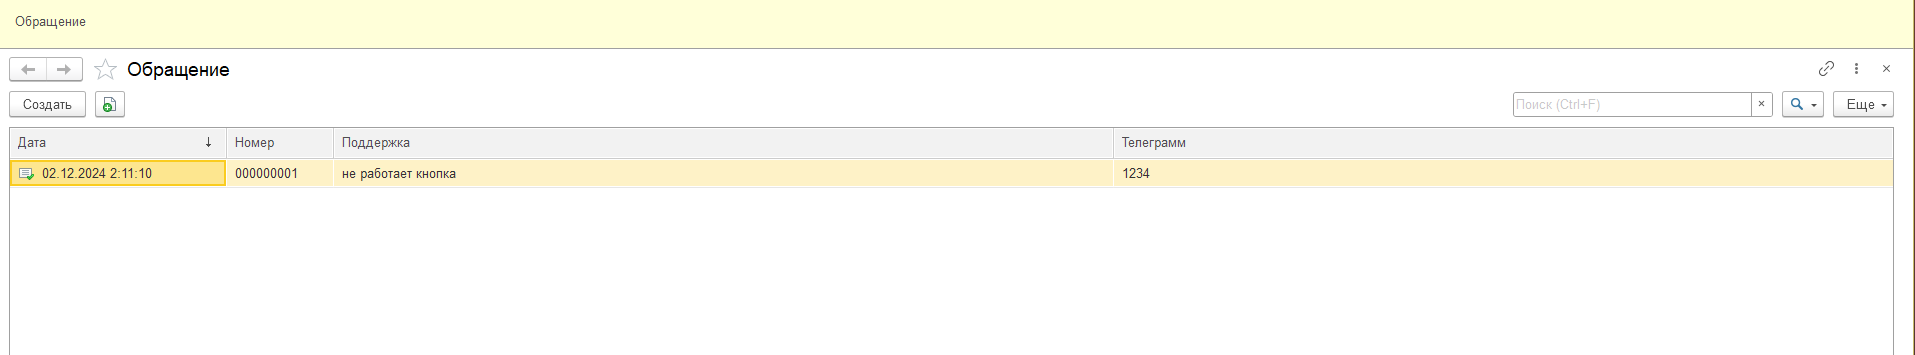 Обращение
Обращение
Создать
Поиск (Ctrl+F)
Еще
Дата Номер Поддержка Телеграмм
02.12.2024 2:11:10 000000001 не работает кнопка 1234